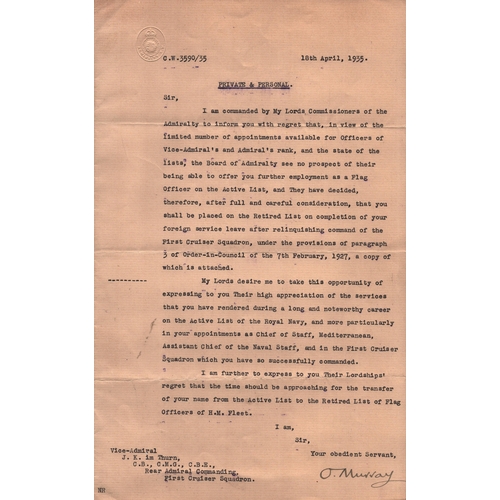 C.W.3590/35
18th April, 1935.
PRIVATE & PERSONAL.
Sir,
I am commanded by My Lords Commissioners of the
Admiralty to inform you with regret that, in view of the
limited number of appointments available for Officers of
Vice-Admiral's and Admiral's rank, and the state of the
lists, the Board of Admiralty see no prospect of their
being able to offer you further employment as a Flag
Officer on the Active List, and They have decided,
therefore, after full and careful consideration, that you
shall be placed on the Retired List on completion of your
foreign service leave after relinquishing command of the
First Cruiser Squadron, under the provisions of paragraph
3 of Order-in-Council of the 7th February, 1927, a copy of
which is attached.
My Lords desire me to take this opportunity of
expressing to you Their high appreciation of the services
that you have rendered during a long and noteworthy career
on the Active List of the Royal Navy, and more particularly
in your appointments as Chief of Staff, Mediterranean,
Assistant Chief of the Naval Staff, and in the First Cruiser
Squadron which you have so successfully commanded.
I am further to express to you Their Lordships'
regret that the time should be approaching for the transfer
of your name from the Active List to the Retired List of Flag
Officers of H.M. Fleet.
I am,
Sir,
Your obedient Servant,
O. Murray
Vice-Admiral
J. K. im Thurn,
C.B., C.M.G., C.B.E.,
Rear Admiral Commanding,
First Cruiser Squadron.